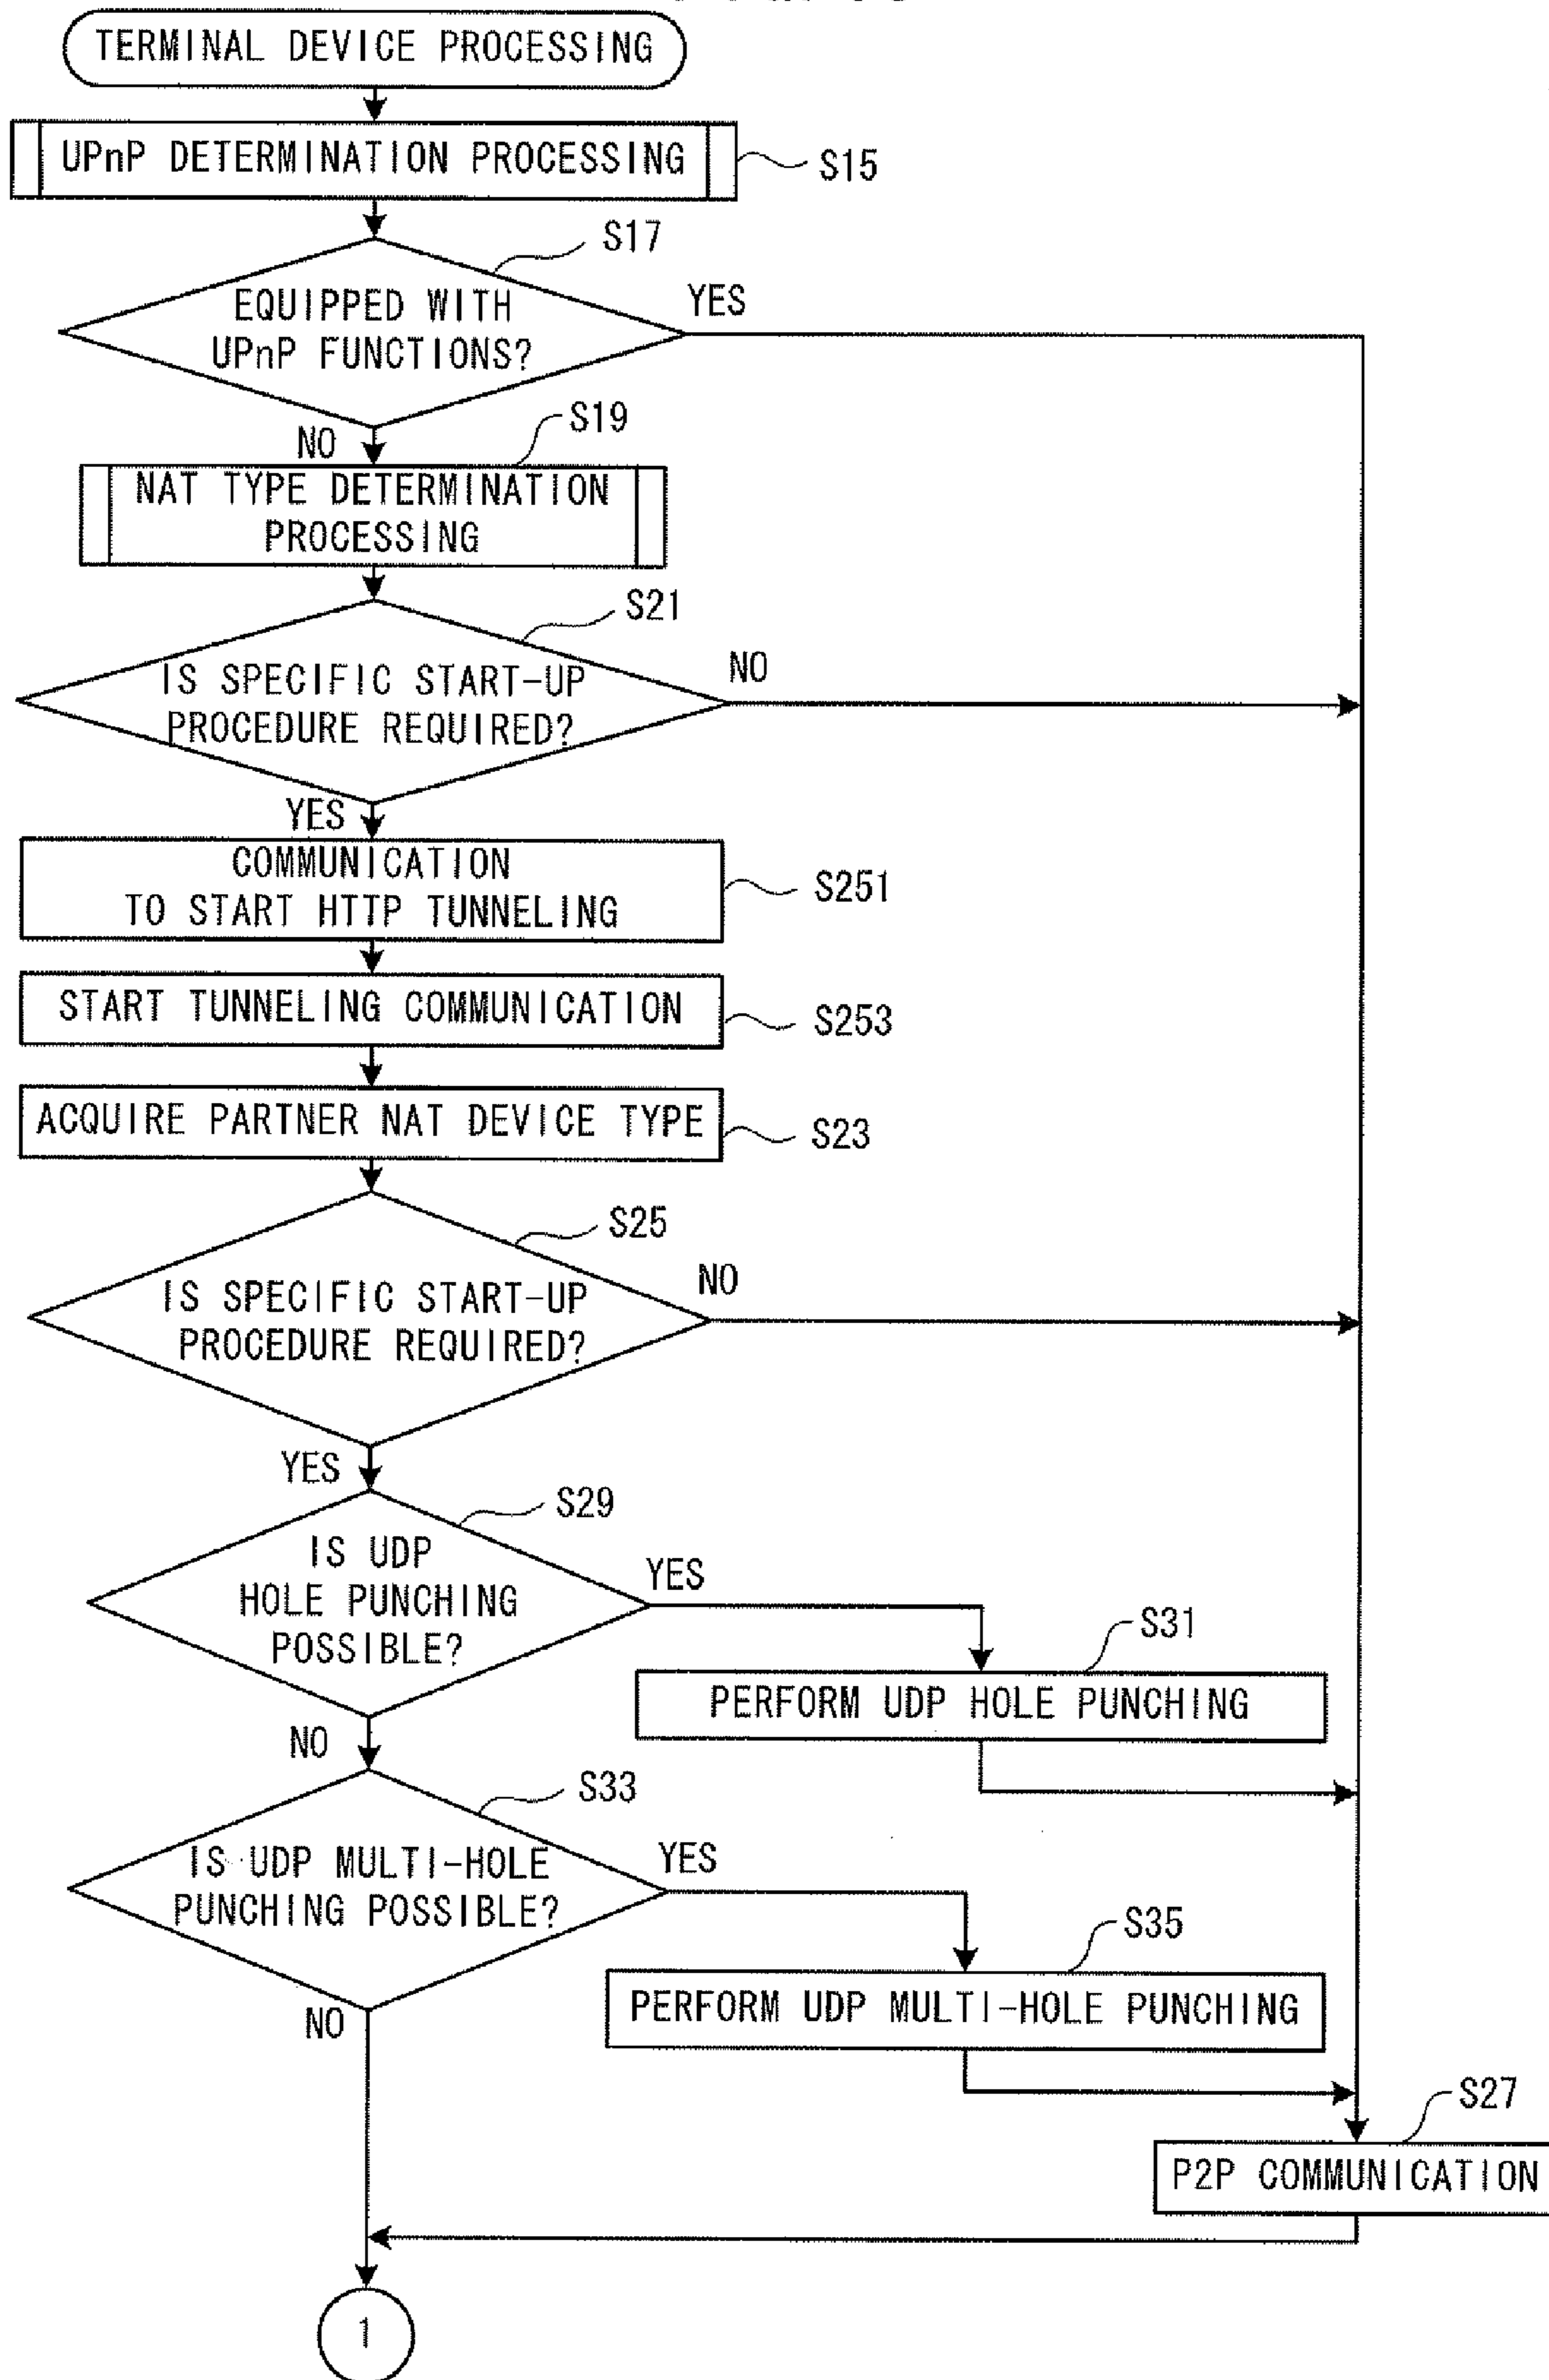 TERMINAL DEVICE PROCESSING
UPnP DETERMINATION PROCESSING
S15
S17
EQUIPPED WITH
UPnP FUNCTIONS?
YES
NO
S19
NAT TYPE DETERMINATION
PROCESSING
S21
IS SPECIFIC START-UP
PROCEDURE REQUIRED?
NO
YES
COMMUNICATION
TO START HTTP TUNNELING
S251
START TUNNELING COMMUNICATION
S253
ACQUIRE PARTNER NAT DEVICE TYPE
S23
S25
IS SPECIFIC START-UP
PROCEDURE REQUIRED?
NO
YES
S29
IS UDP
HOLE PUNCHING
POSSIBLE?
YES
S31
PERFORM UDP HOLE PUNCHING
NO
S33
IS UDP MULTI-HOLE
PUNCHING POSSIBLE?
YES
S35
PERFORM UDP MULTI-HOLE PUNCHING
NO
S27
P2P COMMUNICATION
1